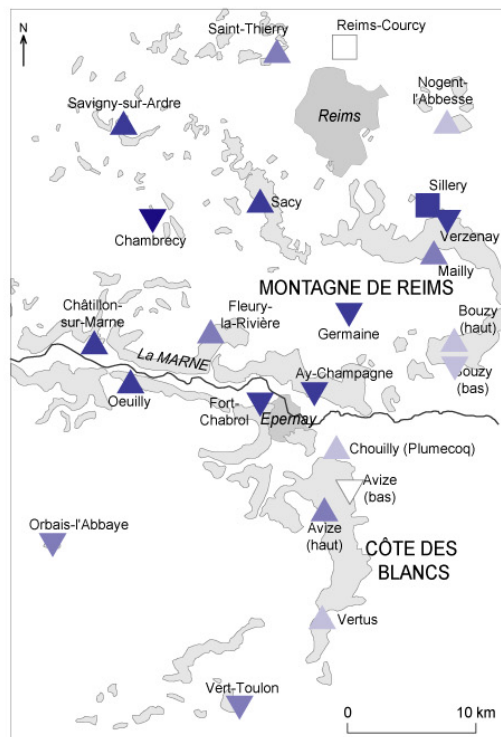 Saint-Thierry
Reims-Courcy
N
Nogent-
l'Abbesse
Savigny-sur-Ardre
Reims
Sillery
Sacy
Chambrecy
Verzenay
Mailly
MONTAGNE DE REIMS
Châtillon-
sur-Marne
Fleury-
la-Rivière
Germaine
Bouzy
(haut)
La MARNE
Bouzy
(bas)
Ay-Champagne
Oeuilly
Fort-
Chabrol
Epernay
Chouilly (Plumecoq)
Avize
(bas)
Orbais-l'Abbaye
Avize
(haut)
CÔTE DES
BLANCS
Vertus
Vert-Toulon
0 10 km